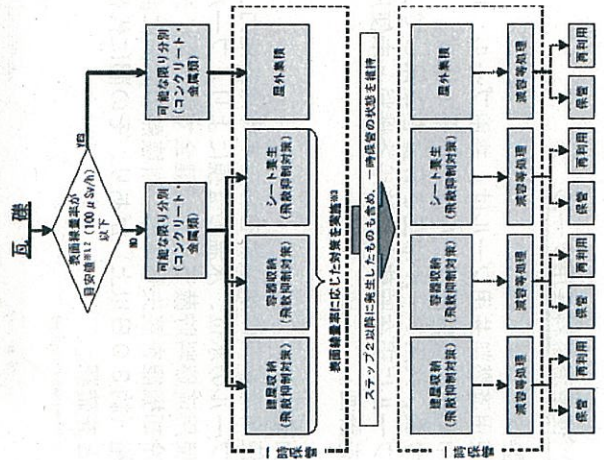 瓦 礫
表面線量率が
目安値※1,2 (100μSv/h)
以下
YES
NO
可能な限り分別
(コンクリート・
金属類)
可能な限り分別
(コンクリート・
金属類)
一時保管
建屋収納
(飛散抑制対策)
容器収納
(飛散抑制対策)
シート養生
(飛散抑制対策)
屋外集積
表面線量率に応じた対策を実施※3
ステップ2以降に発生したものも含め、一時保管の状態を維持
一時保管
建屋収納
(飛散抑制対策)
容器収納
(飛散抑制対策)
シート養生
(飛散抑制対策)
屋外集積
減容等処理
減容等処理
減容等処理
減容等処理
保管
再利用
保管
再利用
保管
再利用
保管
再利用